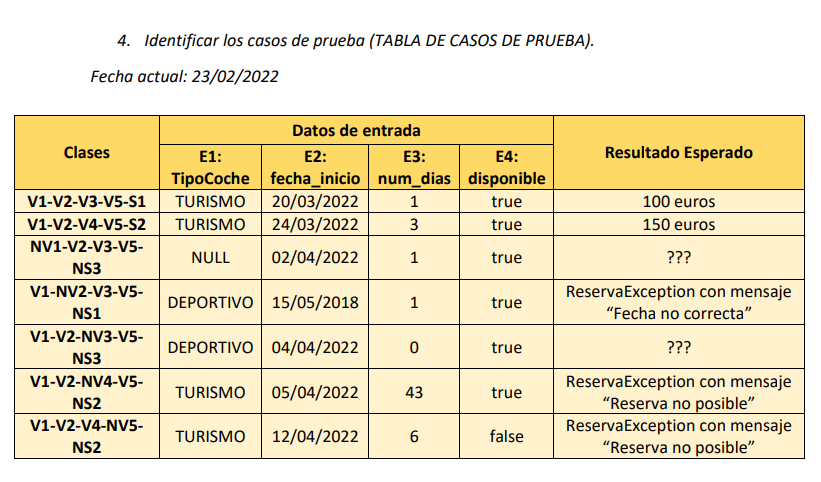 4. Identificar los casos de prueba (TABLA DE CASOS DE PRUEBA).
Fecha actual: 23/02/2022
Clases
Datos de entrada
Resultado Esperado
E1: TipoCoche
E2: fecha_inicio
E3: num_dias
E4: disponible
V1-V2-V3-V5-S1 TURISMO 20/03/2022 1 true 100 euros
V1-V2-V4-V5-S2 TURISMO 24/03/2022 3 true 150 euros
NV1-V2-V3-V5-
NS3 NULL 02/04/2022 1 true ???
V1-NV2-V3-V5-
NS1 DEPORTIVO 15/05/2018 1 true ReservaException con mensaje
“Fecha no correcta”
V1-V2-NV3-V5-
NS3 DEPORTIVO 04/04/2022 0 true ???
V1-V2-NV4-V5-
NS2 TURISMO 05/04/2022 43 true ReservaException con mensaje
“Reserva no posible”
V1-V2-V4-NV5-
NS2 TURISMO 12/04/2022 6 false ReservaException con mensaje
“Reserva no posible”